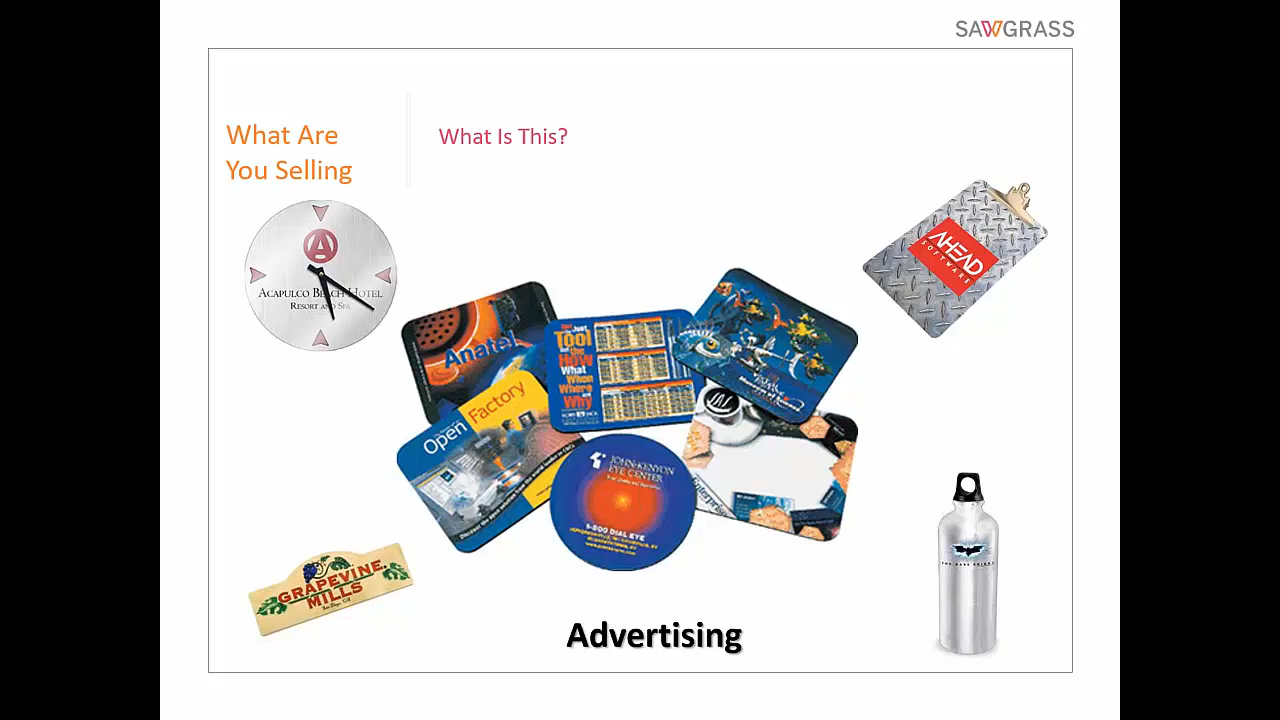 SAWGRASS
What Are
You Selling
What Is This?
ACAPULCO BEACH HOTEL
RESORT AND SPA
AHEAD
SOFTWARE
Anatel
Tool
the
How
What
When
Where
Why
Open
Factory
JOHN-KENYON
EYE CENTER
1-800 DIAL EYE
GRAPEVINE
MILLS
Advertising